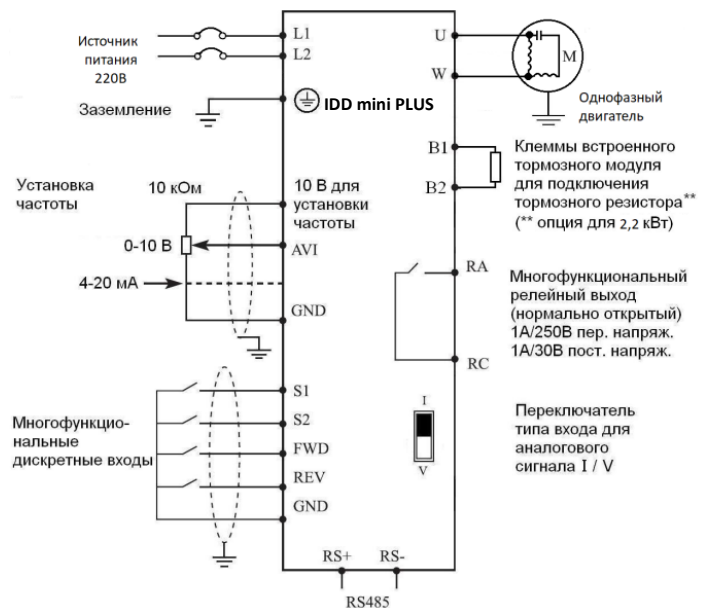 Источник
питания
220В
L1
L2
Заземление
IDD mini PLUS
U
W
M
Однофазный
двигатель
B1
B2
Клеммы встроенного
тормозного модуля
для подключения
тормозного резистора**
(** опция для 2,2 кВт)
Установка
частоты
10 кОм
10 В для
установки
частоты
0-10 В
AVI
4-20 мА
GND
RA
RC
Многофункциональный
релейный выход
(нормально открытый)
1А/250В пер. напряж.
1А/30В пост. напряж.
Многофункцио-
нальные
дискретные входы
S1
S2
FWD
REV
GND
I
V
Переключатель
типа входа для
аналогового
сигнала I / V
RS+ RS-
RS485